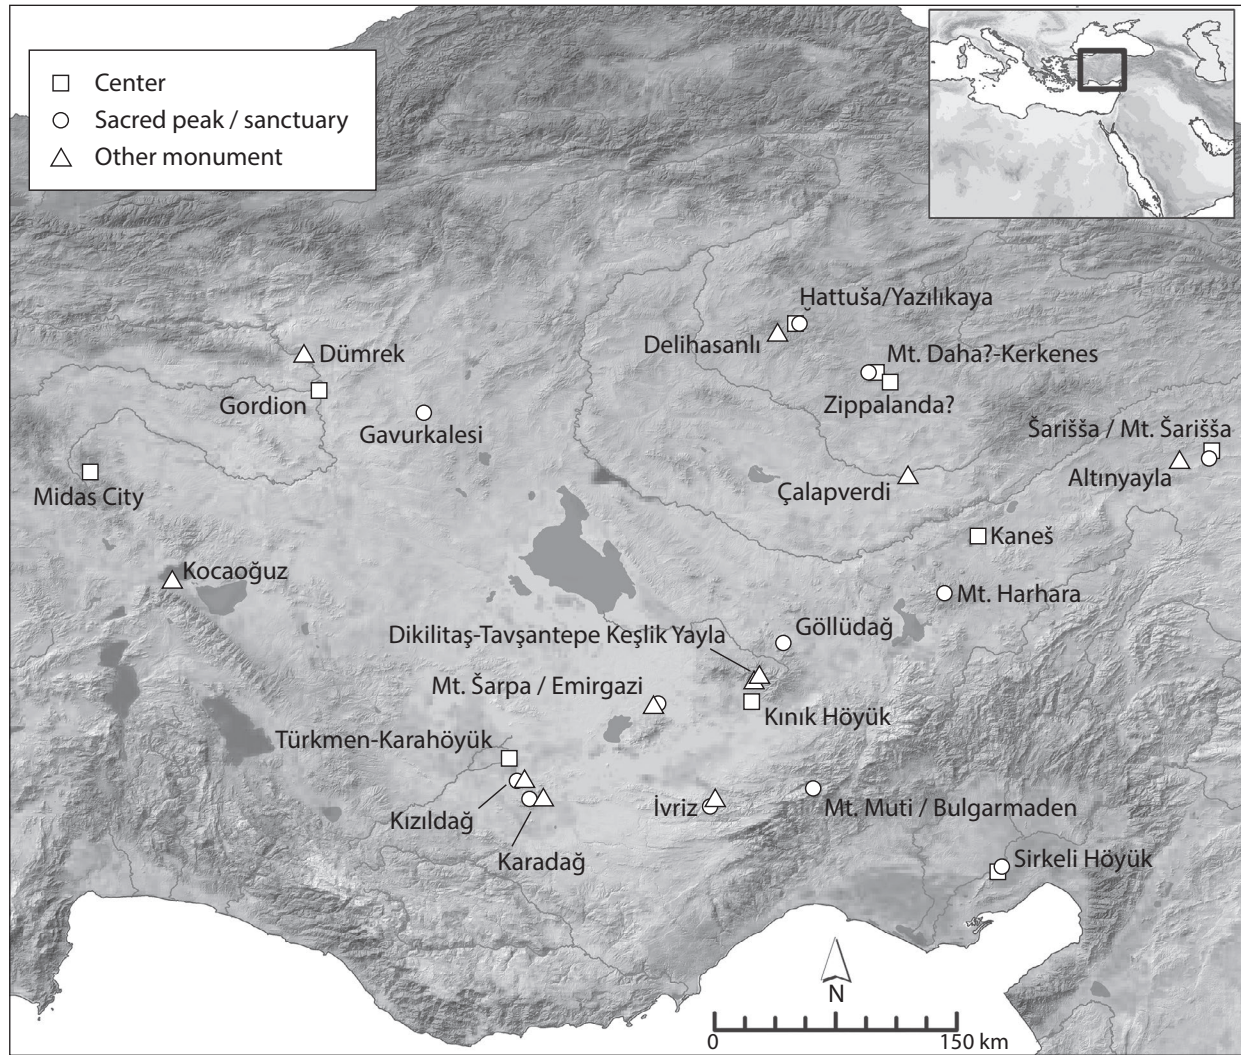 Center
Sacred peak / sanctuary
Other monument
Ḫattuša/Yazılıkaya
Delihasanlı
Dümrek
Mt. Daha?-Kerkenes
Gordion
Zippalanda?
Gavurkalesi
Šarišša / Mt. Šarišša
Altınyayla
Çalapverdi
Midas City
Kaneš
Kocaoğuz
Mt. Harhara
Göllüdağ
Dikilitaş-Tavşantepe Keşlik Yayla
Mt. Šarpa / Emirgazi
Kınık Höyük
Türkmen-Karahöyük
İvriz
Mt. Muti / Bulgarmaden
Kızıldağ
Karadağ
Sirkeli Höyük
N
0
150 km